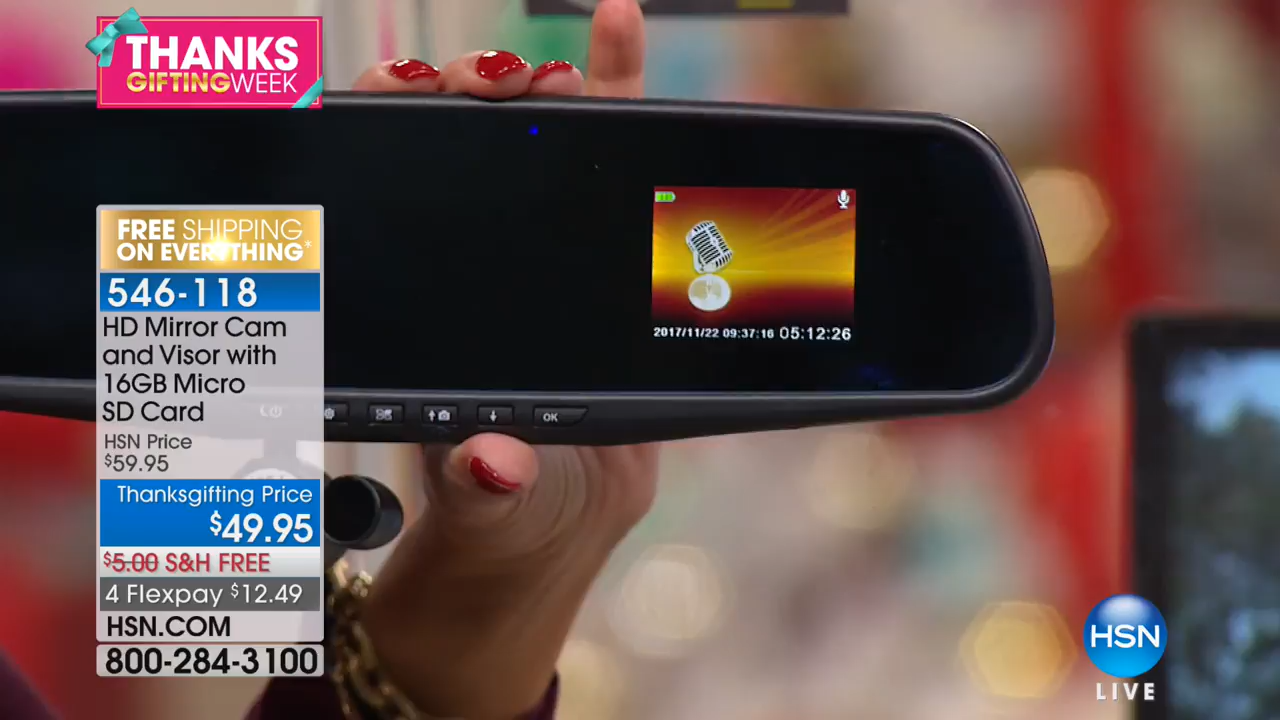 THANKS
GIFTING WEEK
FREE SHIPPING
ON EVERYTHING*
546-118
HD Mirror Cam
and Visor with
16GB Micro
SD Card
HSN Price
$59.95
Thanksgifting Price
$49.95
$5.00 S&H FREE
4 Flexpay $12.49
HSN.COM
800-284-3100
2017/11/22 09:37:16 05:12:26
OK
HSN
LIVE